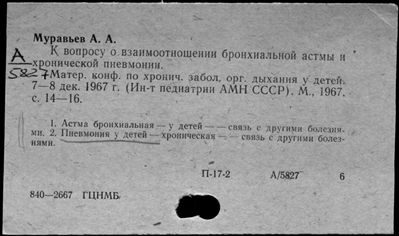 Муравьев А. А.
К вопросу о взаимоотношении бронхиальной астмы и
А
хронической пневмонии.
5827
Матер. конф. по хронич. забол. орг. дыхания у детей.
7—8 дек. 1967 г. (Ин-т педиатрии АМН СССР). М., 1967,
с. 14—16.
1. Астма бронхиальная — у детей — — связь с другими болезня-
ми. 2. Пневмония у детей — хроническая — — связь с другими болез-
нями.
П-17-2 А/5827 6
840—2667 ГЦНМБ